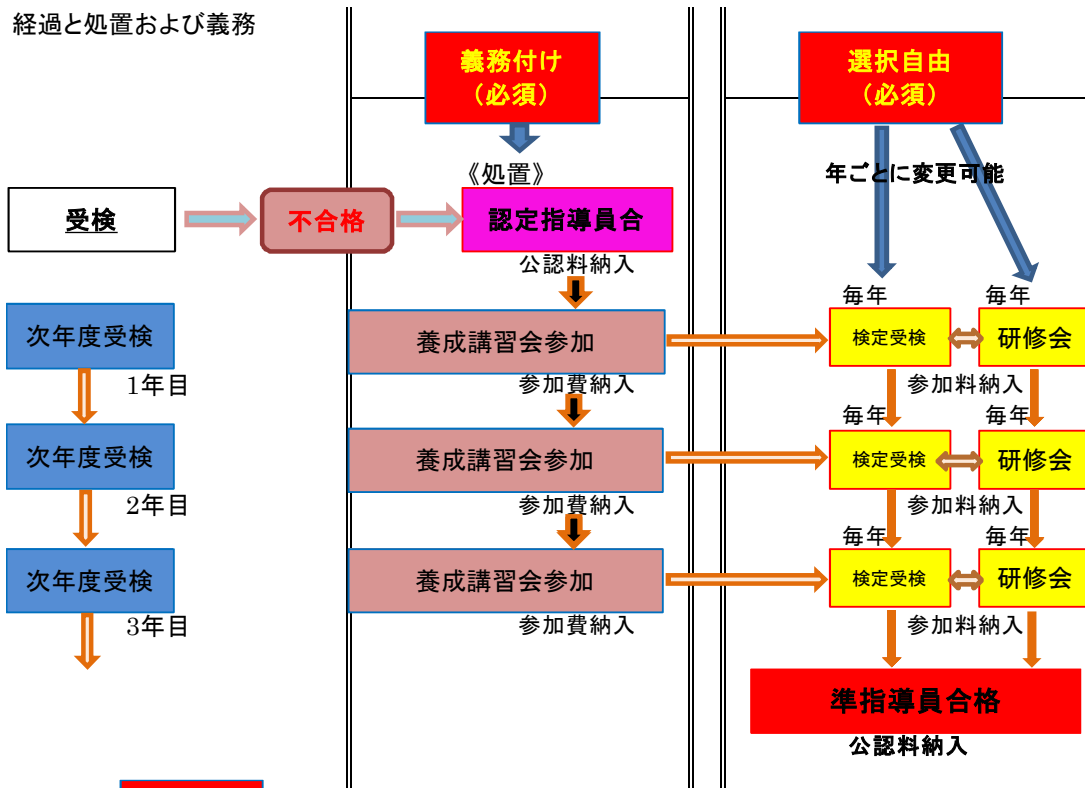 経過と処置および義務
義務付け
(必須)
選択自由
(必須)
《処置》
年ごとに変更可能
受検
不合格
認定指導員合
公認料納入
毎年
毎年
次年度受検
養成講習会参加
検定受検
研修会
1年目
参加費納入
参加料納入
毎年
毎年
次年度受検
養成講習会参加
検定受検
研修会
2年目
参加費納入
参加料納入
毎年
毎年
次年度受検
養成講習会参加
検定受検
研修会
3年目
参加費納入
参加料納入
準指導員合格
公認料納入